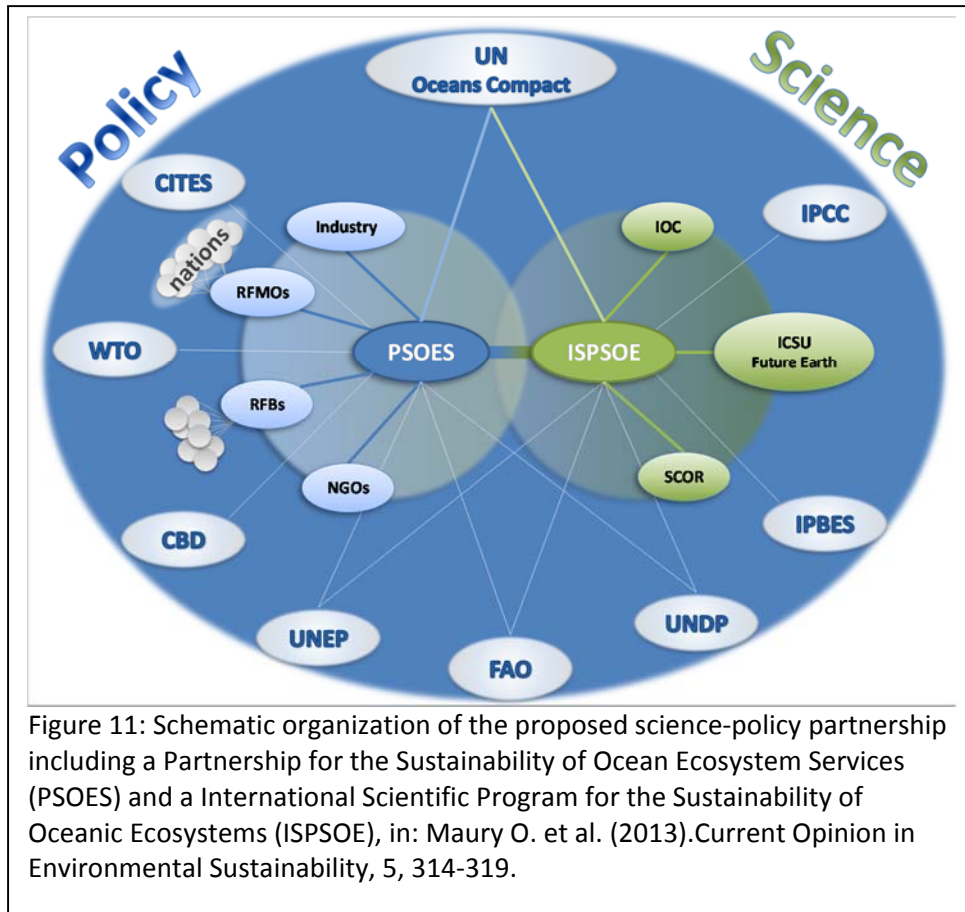 Policy
Science
UN
Oceans Compact
CITES
IPCC
Industry
IOC
nations
RFMOs
WTO
PSOES
ISPSOE
ICSU
Future Earth
RFBs
NGOs
SCOR
CBD
IPBES
UNEP
FAO
UNDP
Figure 11: Schematic organization of the proposed science-policy partnership
including a Partnership for the Sustainability of Ocean Ecosystem Services
(PSOES) and a International Scientific Program for the Sustainability of
Oceanic Ecosystems (ISPSOE), in: Maury O. et al. (2013).Current Opinion in
Environmental Sustainability, 5, 314-319.